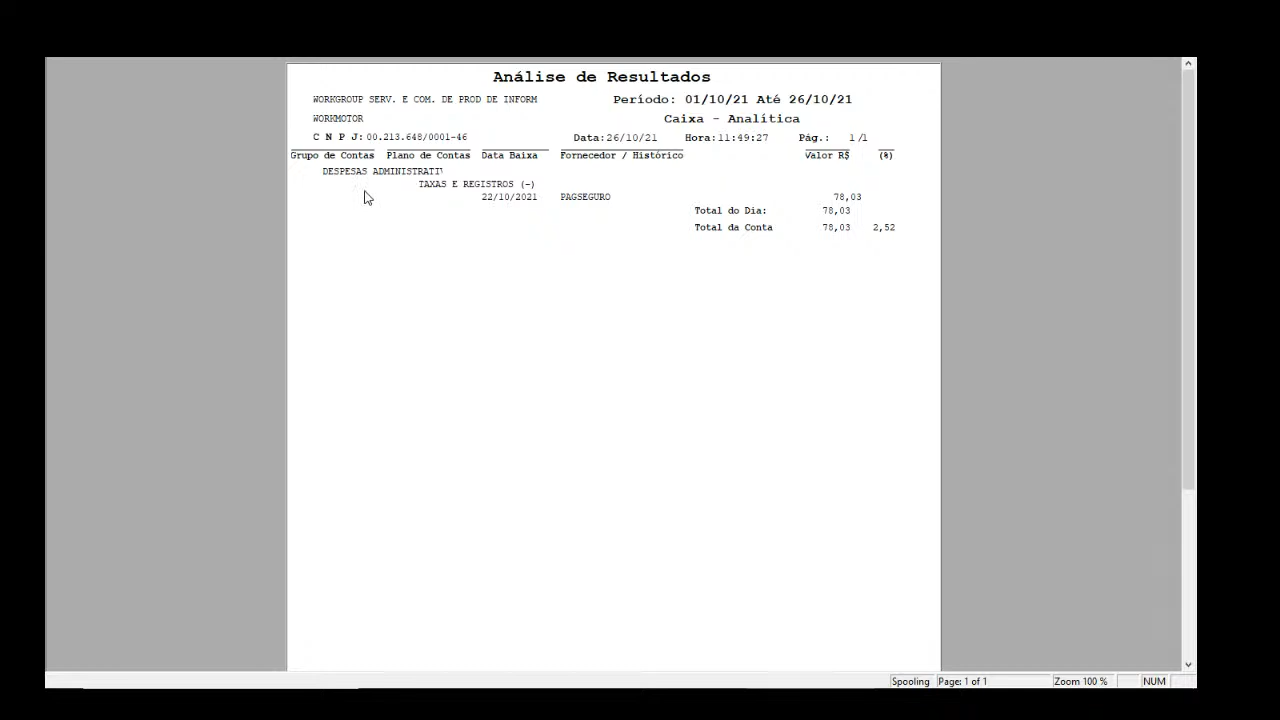 Análise de Resultados
WORKGROUP SERV. E COM. DE PROD DE INFORM Período: 01/10/21 Até 26/10/21
WORKMOTOR Caixa - Analítica
C N P J: 00.213.648/0001-46 Data:26/10/21 Hora:11:49:27 Pág.: 1/1
Grupo de Contas Plano de Contas Data Baixa Fornecedor / Histórico Valor R$ (%)
DESPESAS ADMINISTRATIV
TAXAS E REGISTROS (-)
22/10/2021 PAGSEGURO 78,03
Total do Dia: 78,03
Total da Conta 78,03 2,52
Spooling Page: 1 of 1 Zoom 100 % NUM